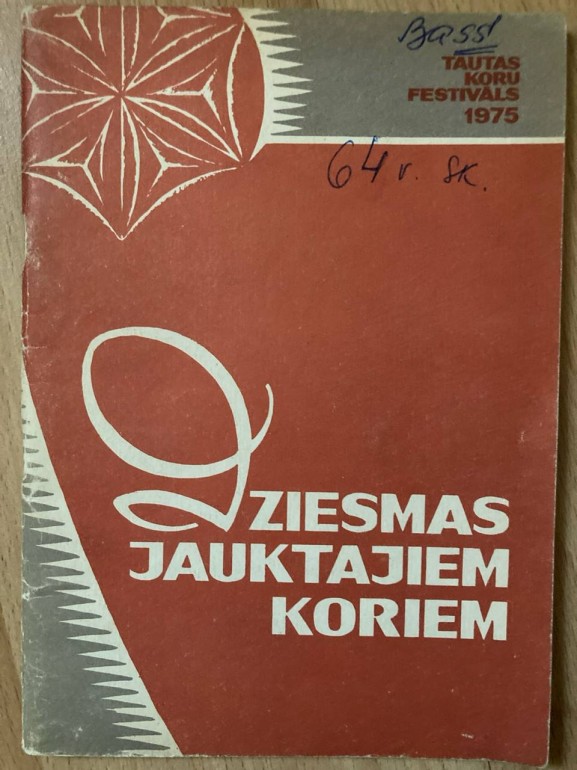 Bass
TAUTAS
KORU
FESTIVĀLS
1975
64 v. sk.
DZIESMAS
JAUKTAJIEM
KORIEM